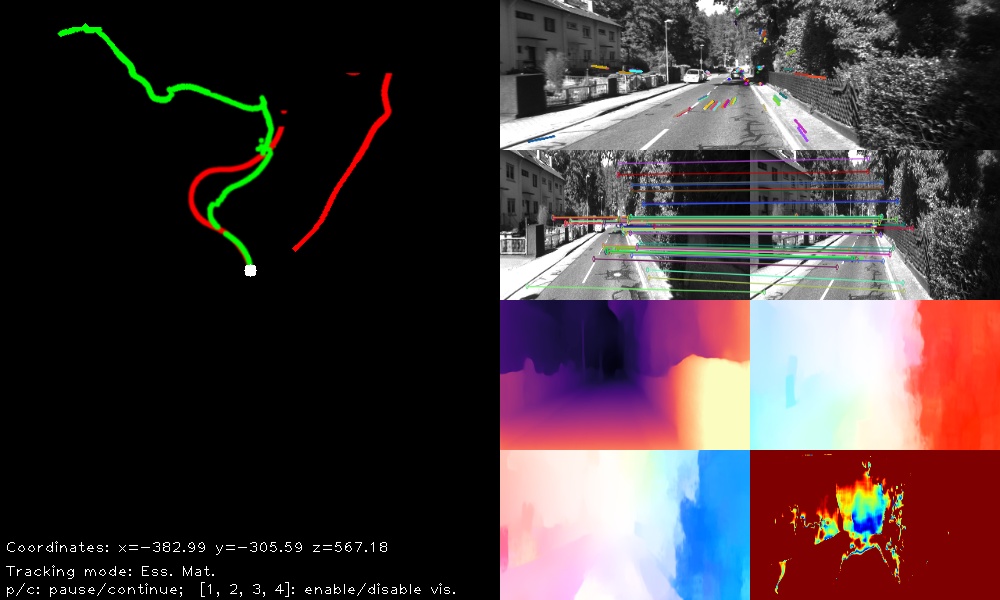 Coordinates: x=-382.99 y=-305.59 z=567.18
Tracking mode: Ess. Mat.
p/c: pause/continue; [1, 2, 3, 4]: enable/disable vis.